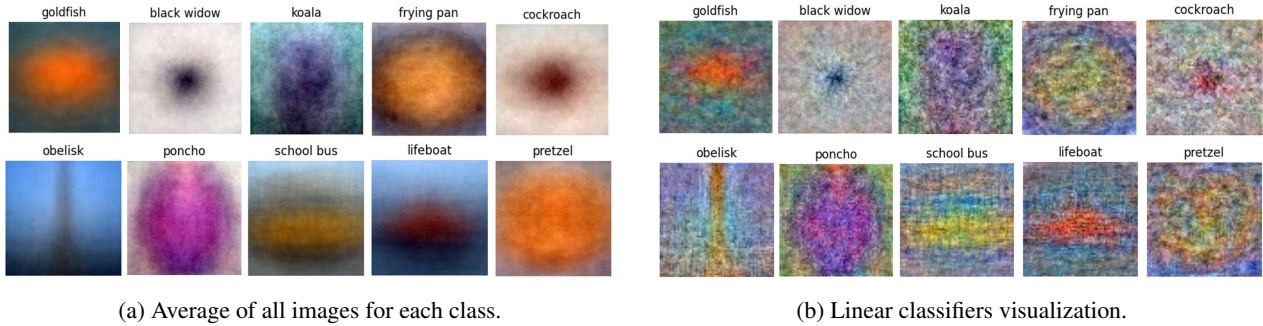 goldfish black widow koala frying pan cockroach
obelisk poncho school bus lifeboat pretzel
(a) Average of all images for each class.
goldfish black widow koala frying pan cockroach
obelisk poncho school bus lifeboat pretzel
(b) Linear classifiers visualization.